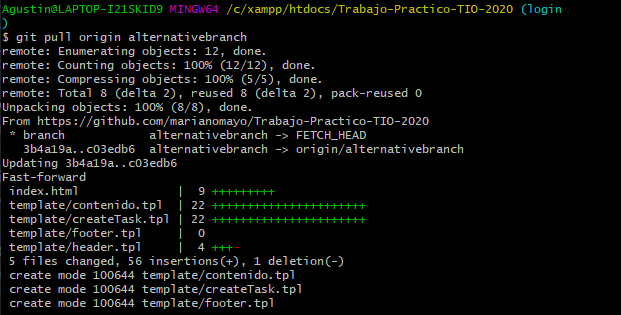 Agustin@LAPTOP-I21SKID9 MINGW64 /c/xampp/htdocs/Trabajo-Practico-TIO-2020 (login
)
$ git pull origin alternativebranch
remote: Enumerating objects: 12, done.
remote: Counting objects: 100% (12/12), done.
remote: Compressing objects: 100% (5/5), done.
remote: Total 8 (delta 2), reused 8 (delta 2), pack-reused 0
Unpacking objects: 100% (8/8), done.
From https://github.com/marianomayo/Trabajo-Practico-TIO-2020
 * branch            alternativebranch -> FETCH_HEAD
   3b4a19a..c03edb6  alternativebranch -> origin/alternativebranch
Updating 3b4a19a..c03edb6
Fast-forward
 index.html              |  9 +++++++++
 template/contenido.tpl  | 22 ++++++++++++++++++++++
 template/createTask.tpl | 22 ++++++++++++++++++++++
 template/footer.tpl     |  0
 template/header.tpl     |  4 +++-
 5 files changed, 56 insertions(+), 1 deletion(-)
 create mode 100644 template/contenido.tpl
 create mode 100644 template/createTask.tpl
 create mode 100644 template/footer.tpl